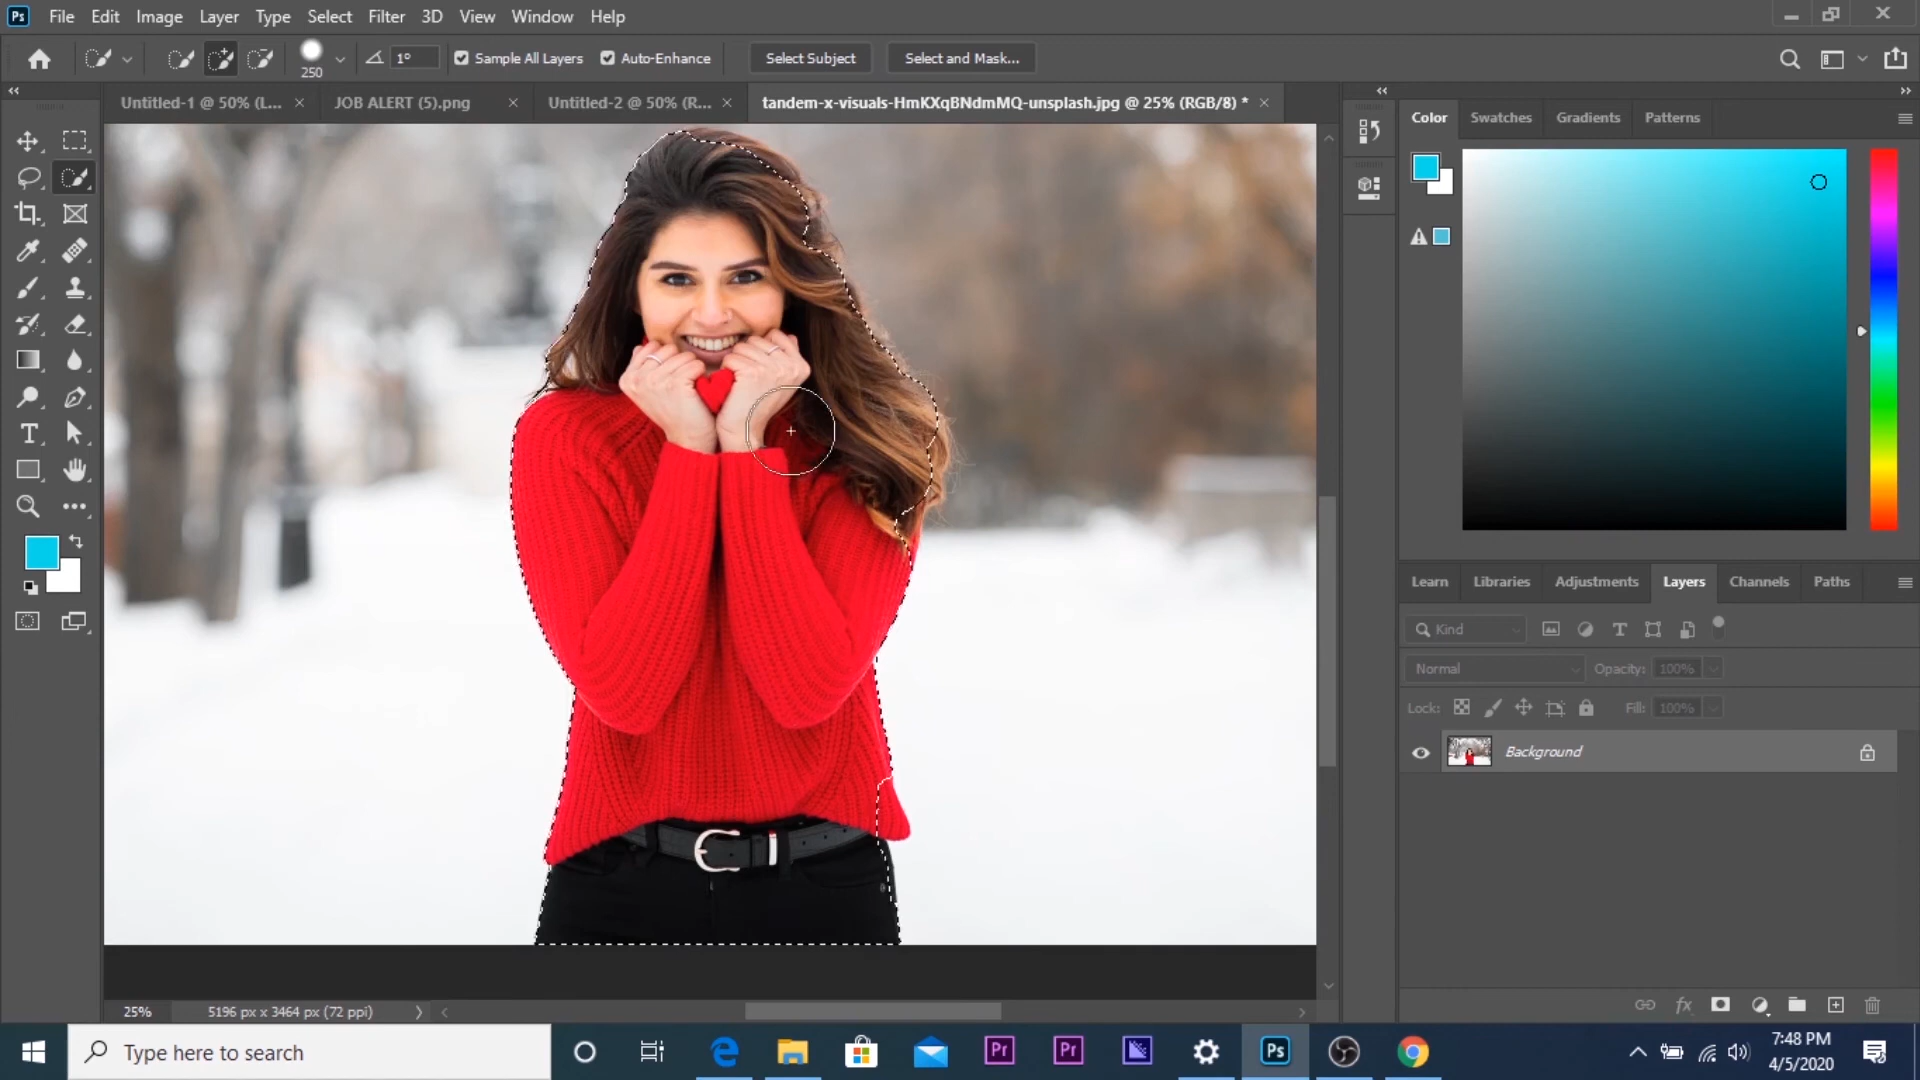 Ps File Edit Image Layer Type Select Filter 3D View Window Help
250 1° Sample All Layers Auto-Enhance Select Subject Select and Mask...
Untitled-1 @ 50% (L... × JOB ALERT (5).png × Untitled-2 @ 50% (R... × tandem-x-visuals-HmKXqBNdmMQ-unsplash.jpg @ 25% (RGB/8) * ×
Color Swatches Gradients Patterns
Learn Libraries Adjustments Layers Channels Paths
Kind
Normal Opacity: 100%
Lock: Fill: 100%
Background
25% 5196 px x 3464 px (72 ppi)
Type here to search
Pr Pr Ps
7:48 PM
4/5/2020